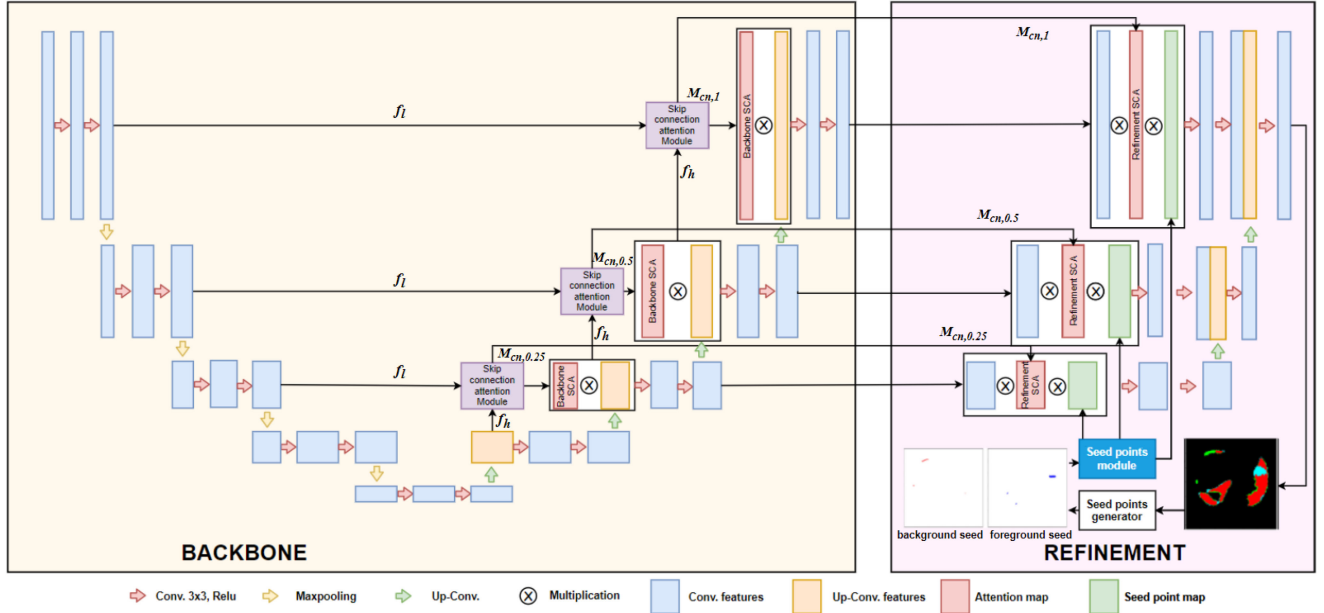 M_cn,1
M_cn,1
f_l
Skip
connection
attention
Module
Backbone SCA
Refinement SCA
f_h
M_cn,0.5
M_cn,0.5
f_l
Skip
connection
attention
Module
Backbone SCA
Refinement SCA
f_h
M_cn,0.25
M_cn,0.25
f_l
Skip
connection
attention
Module
Backbone
SCA
Refinement
SCA
f_h
Seed points
module
Seed points
generator
background seed
foreground seed
BACKBONE
REFINEMENT
Conv. 3x3, Relu
Maxpooling
Up-Conv.
Multiplication
Conv. features
Up-Conv. features
Attention map
Seed point map